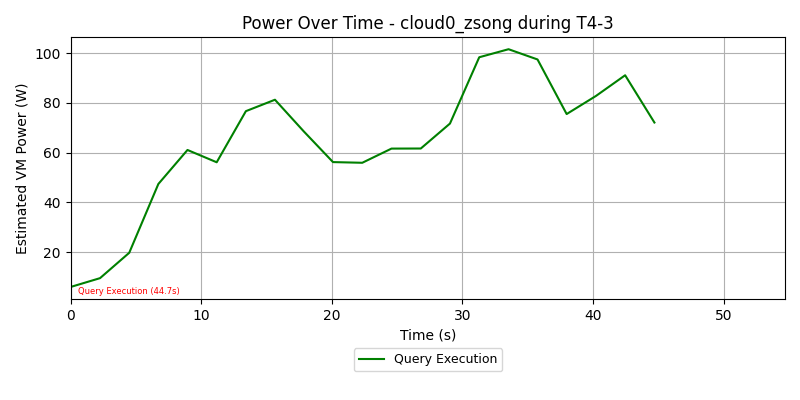 Power Over Time - cloud0_zsong during T4-3
Estimated VM Power (W)
100
80
60
40
20
Query Execution (44.7s)
0 10 20 30 40 50
Time (s)
Query Execution